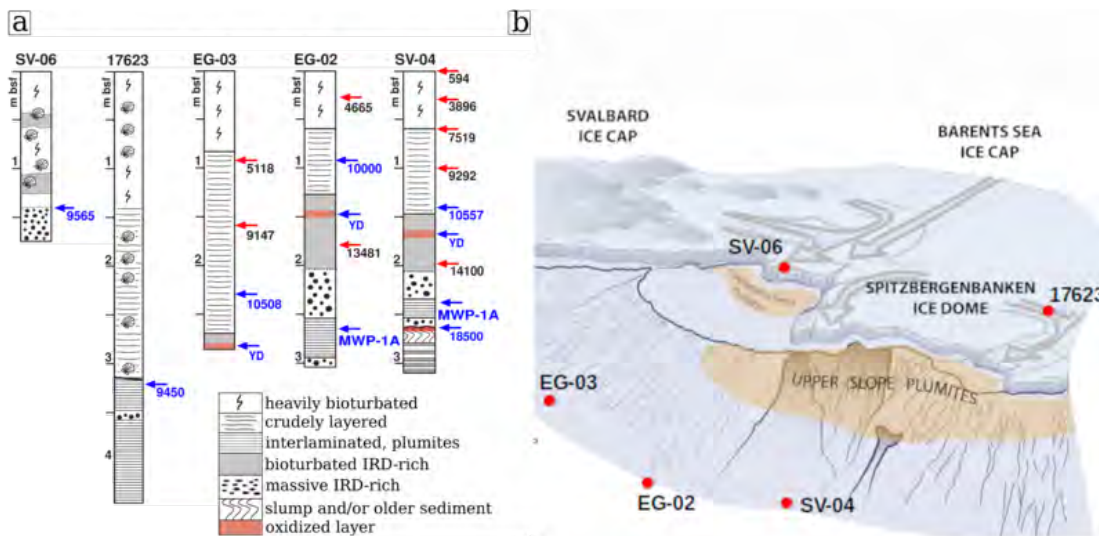 a
b
SV-06
17623
EG-03
EG-02
SV-04
m bsf
m bsf
m bsf
m bsf
m bsf
1
9565
1
2
3
4
9450
1
2
5118
9147
10508
YD
1
2
3
4665
10000
YD
13481
MWP-1A
1
2
3
594
3896
7519
9292
10557
YD
14100
MWP-1A
18500
heavily bioturbated
crudely layered
interlaminated, plumites
bioturbated IRD-rich
massive IRD-rich
slump and/or older sediment
oxidized layer
SVALBARD
ICE CAP
BARENTS SEA
ICE CAP
SV-06
SPITZBERGENBANKEN
ICE DOME
17623
UPPER SLOPE PLUMITES
EG-03
EG-02
SV-04